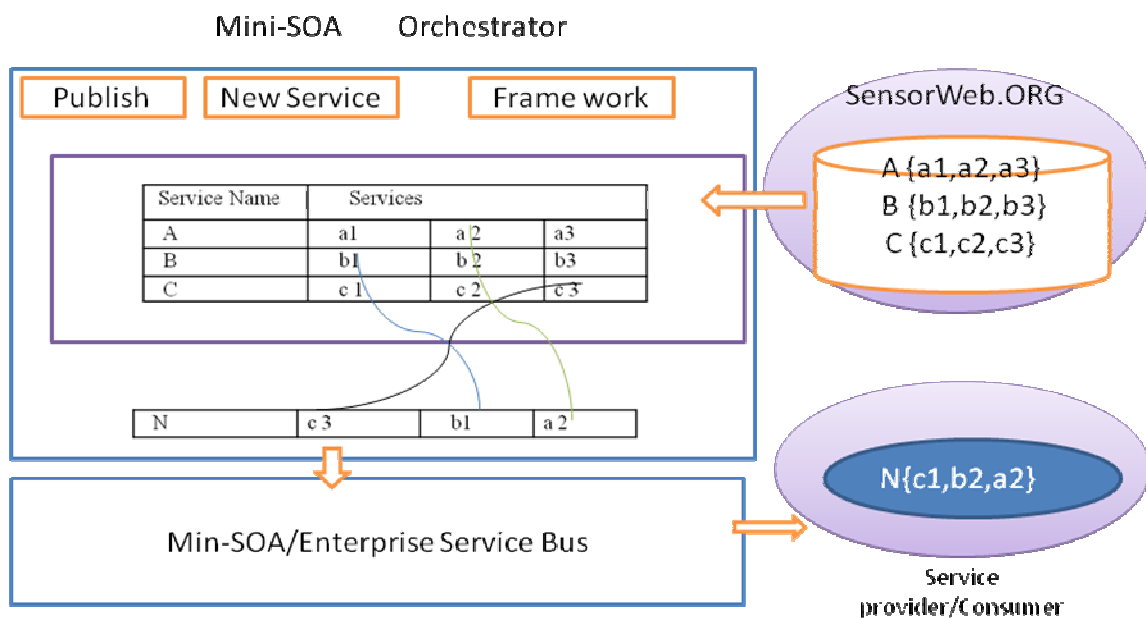 Mini-SOA Orchestrator
Publish
New Service
Frame work
SensorWeb.ORG
A {a1,a2,a3}
B {b1,b2,b3}
C {c1,c2,c3}
Service Name Services
A a1 a 2 a3
B b1 b 2 b3
C c 1 c 2 c 3
N c 3 b1 a 2
N{c1,b2,a2}
Min-SOA/Enterprise Service Bus
Service
provider/Consumer